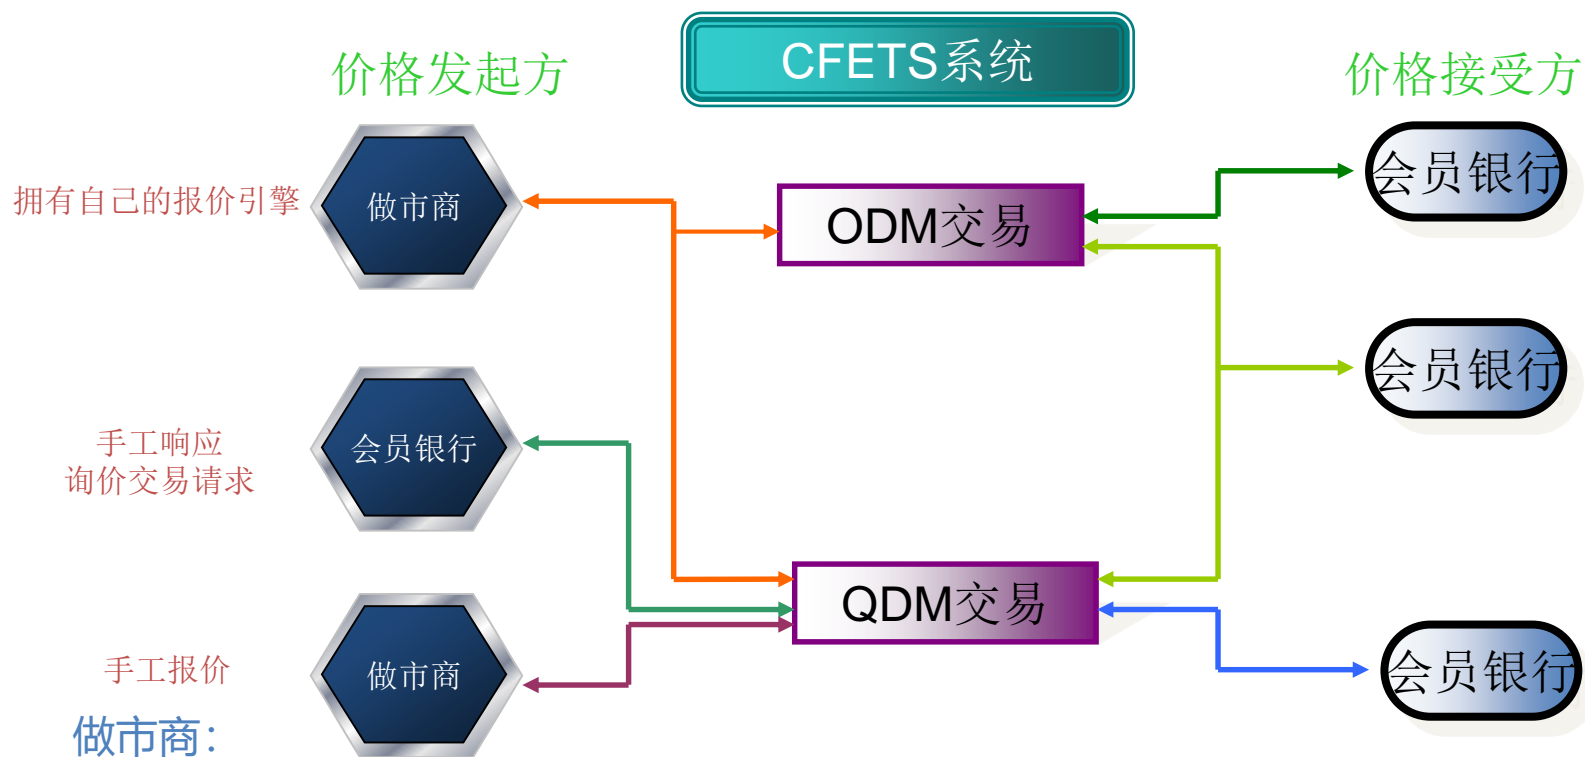 CFETS系统
价格发起方
价格接受方
拥有自己的报价引擎
做市商
ODM交易
会员银行
会员银行
手工响应
询价交易请求
会员银行
QDM交易
手工报价
做市商
会员银行
做市商：